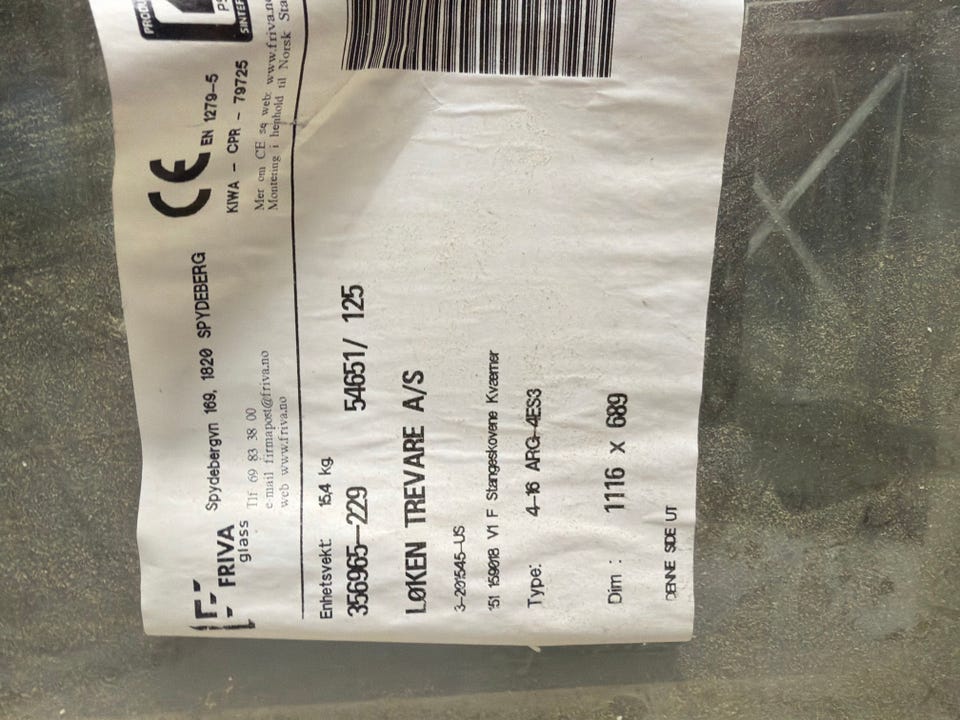 FRIVA
glass
Spydebergvn 169, 1820 SPYDEBERG
Tlf 69 83 38 00
e-mail firmapost@friva.no
web www.friva.no
CE
EN 1279-5
KIWA - CPR - 79725
Mer om CE se web: www.friva.no
Montering i henhold til Norsk
Enhetsvekt: 15,4 kg.
356965-229 54651/ 125
LØKEN TREVARE A/S
3-201545-US
151 159018 V1 F Stangeskovene Kværner
Type: 4-16 ARG-4ES3
Dim : 1116 x 689
DENNE SIDE UT